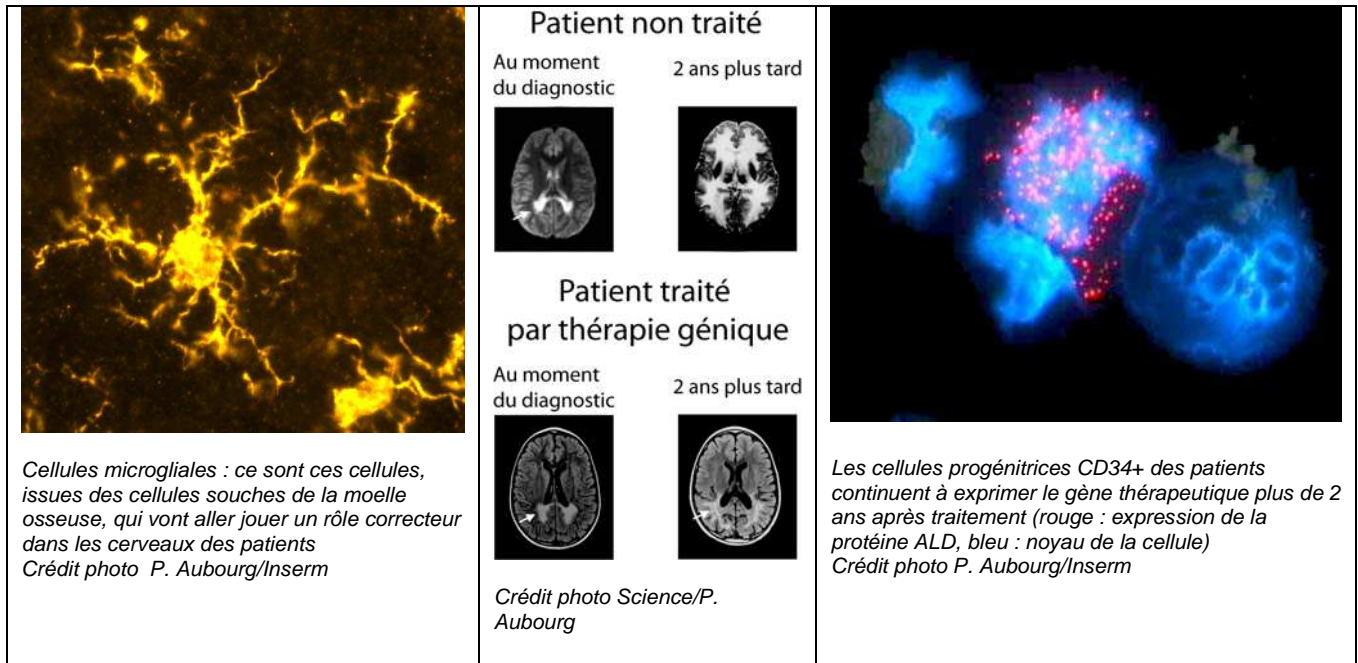 Cellules microgliales : ce sont ces cellules,
issues des cellules souches de la moelle
osseuse, qui vont aller jouer un rôle correcteur
dans les cerveaux des patients
Crédit photo P. Aubourg/Inserm
Patient non traité
Au moment
du diagnostic
2 ans plus tard
Patient traité
par thérapie génique
Au moment
du diagnostic
2 ans plus tard
Crédit photo Science/P.
Aubourg
Les cellules progénitrices CD34+ des patients
continuent à exprimer le gène thérapeutique plus de 2
ans après traitement (rouge : expression de la
protéine ALD, bleu : noyau de la cellule)
Crédit photo P. Aubourg/Inserm